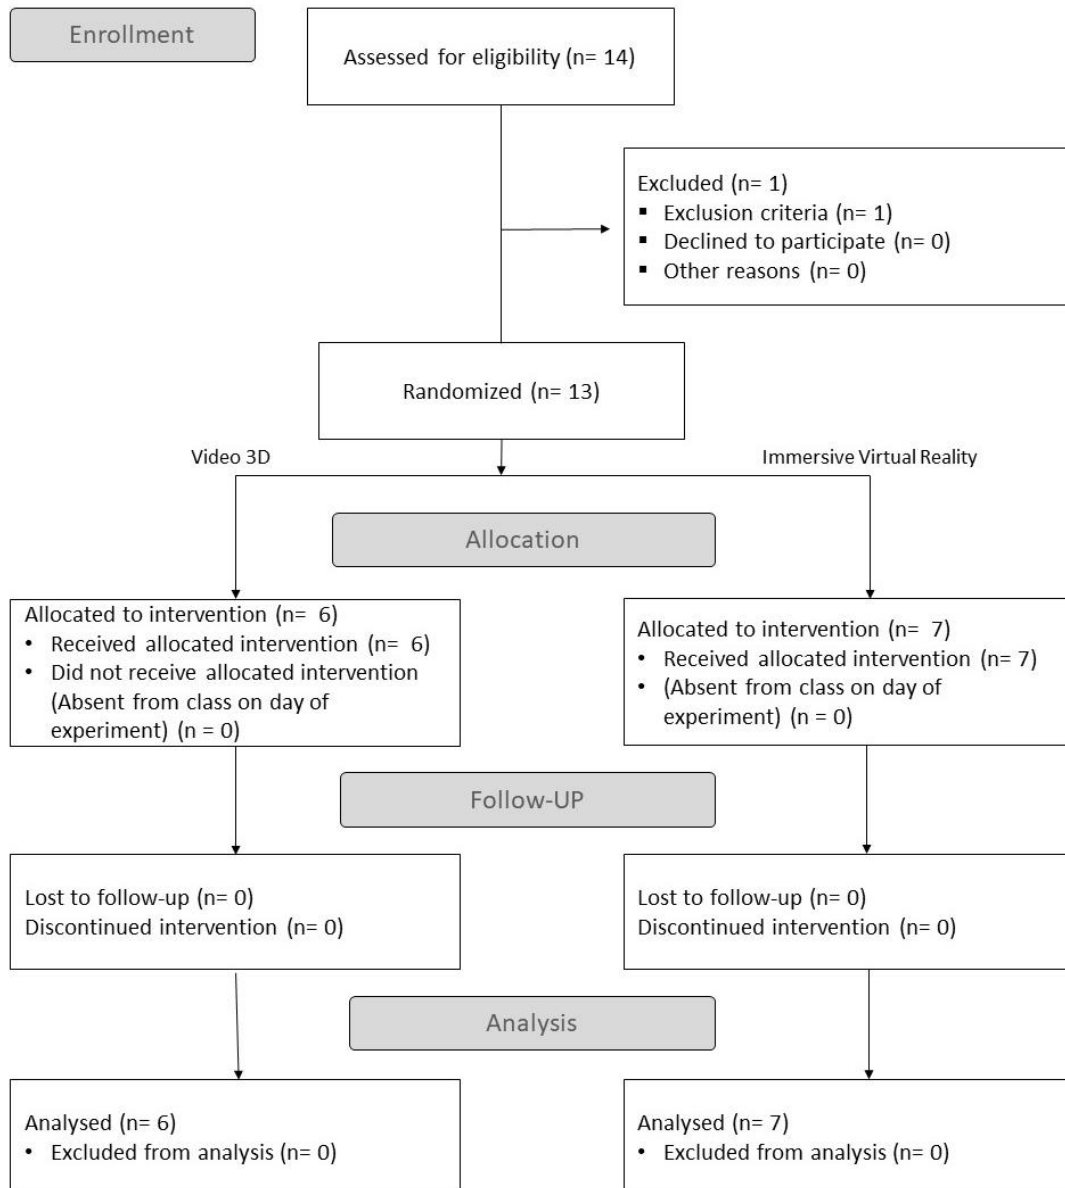 Enrollment
Assessed for eligibility (n= 14)
Excluded (n= 1)
▪ Exclusion criteria (n= 1)
▪ Declined to participate (n= 0)
▪ Other reasons (n= 0)
Randomized (n= 13)
Video 3D
Immersive Virtual Reality
Allocation
Allocated to intervention (n=  6)
• Received allocated intervention (n=  6)
• Did not receive allocated intervention
(Absent from class on day of
experiment) (n = 0)
Allocated to intervention (n=  7)
• Received allocated intervention (n= 7)
• (Absent from class on day of
experiment) (n = 0)
Follow-UP
Lost to follow-up (n= 0)
Discontinued intervention (n= 0)
Lost to follow-up (n= 0)
Discontinued intervention (n= 0)
Analysis
Analysed (n= 6)
• Excluded from analysis (n= 0)
Analysed (n= 7)
• Excluded from analysis (n= 0)